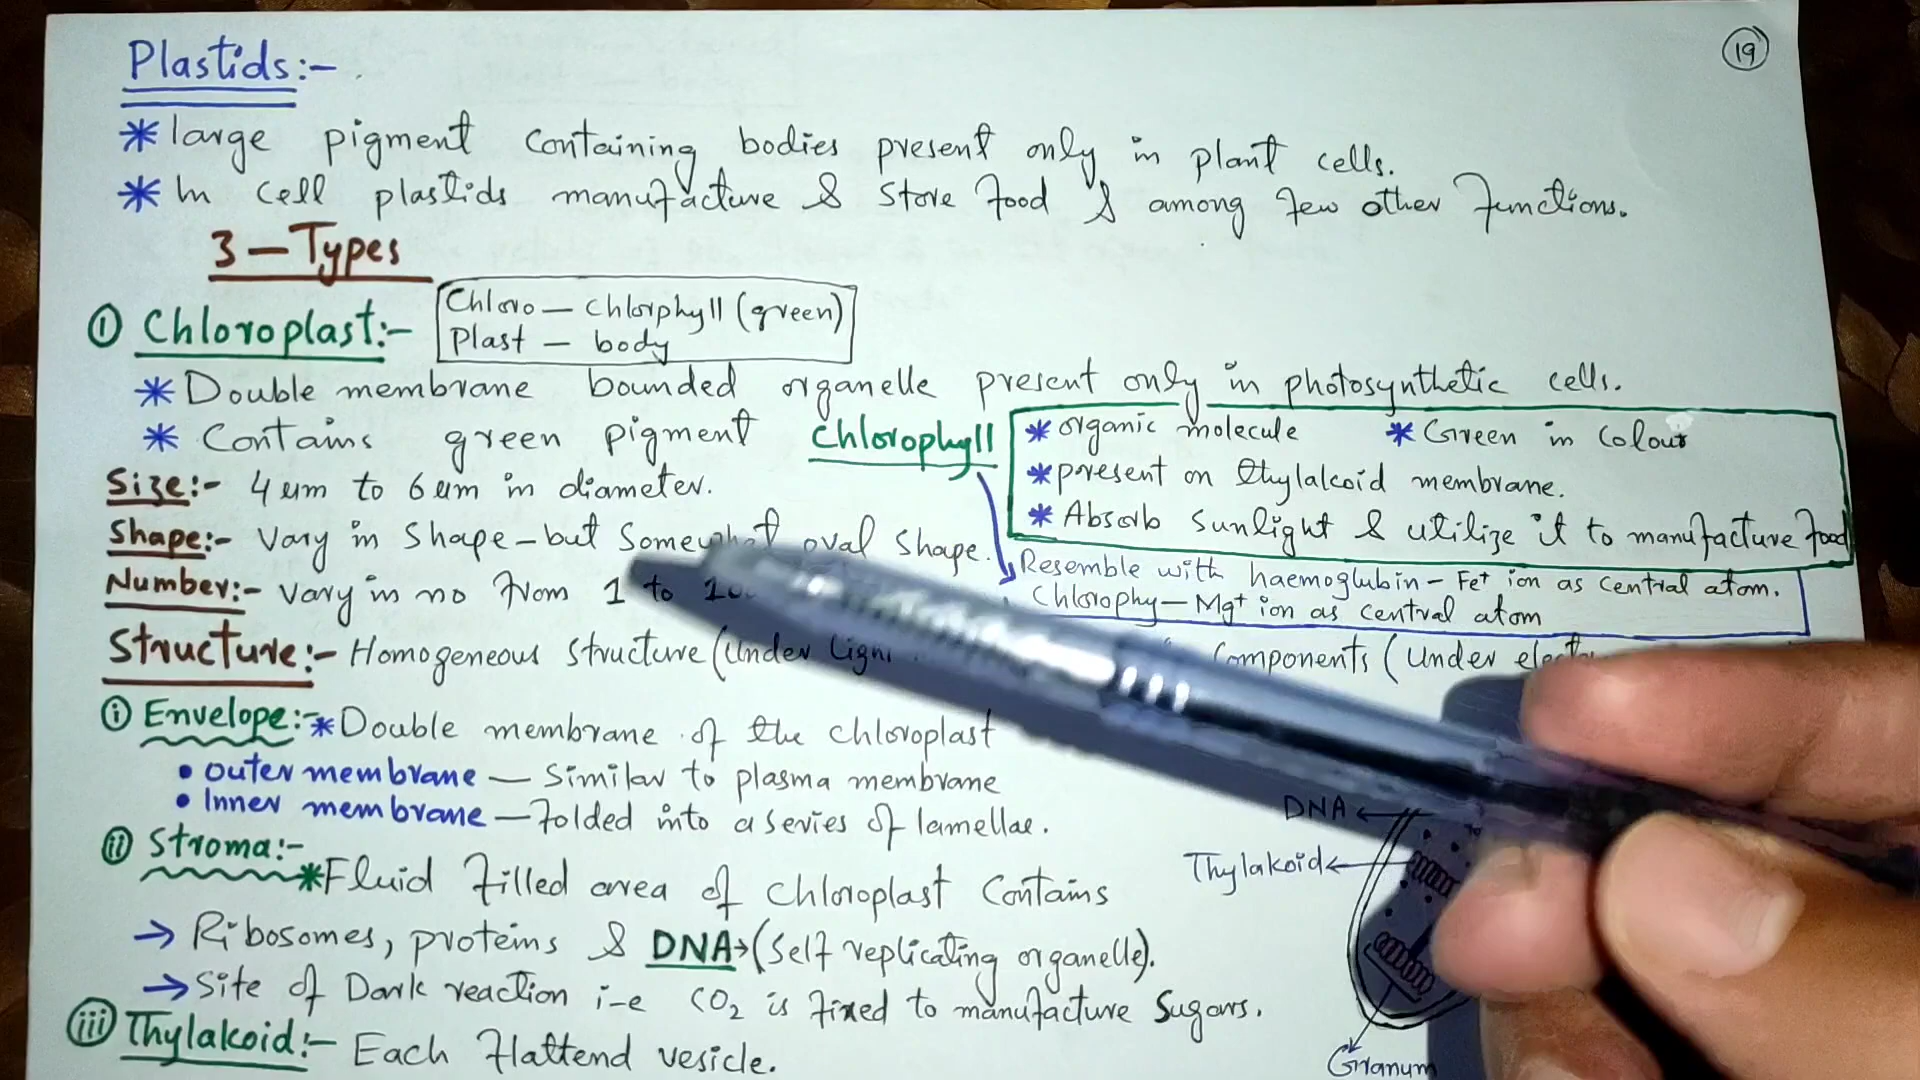 19
Plastids:-
* large pigment containing bodies present only in plant cells.
* In cell plastids manufacture & store food & among few other functions.
3 – Types
① Chloroplast:-
Chloro – chlorphyll (green)
Plast – body
* Double membrane bounded organelle present only in photosynthetic cells.
* Contains green pigment chlorophyll
* organic molecule * Green in colour
* present on thylakoid membrane.
* Absorb sunlight & utilize it to manufacture food
Size:- 4 um to 6 um in diameter.
Shape:- Vary in shape – but somewhat oval shape.
Resemble with haemoglubin – Fe+ ion as central atom.
Chlorophy – Mg+ ion as central atom
Number:- Vary in no from 1 to
Structure:- Homogeneous structure (Under components (Under
(i) Envelope:- * Double membrane of the chloroplast
• outer membrane – Similar to plasma membrane
• Inner membrane – Folded into a series of lamellae.
(ii) Stroma:-
* Fluid filled area of chloroplast contains
→ Ribosomes, proteins & DNA → (self replicating organelle).
→ Site of Dark reaction i-e CO₂ is fixed to manufacture sugars.
(iii) Thylakoid:- Each flattend vesicle.
DNA
Thylakoid
Granum